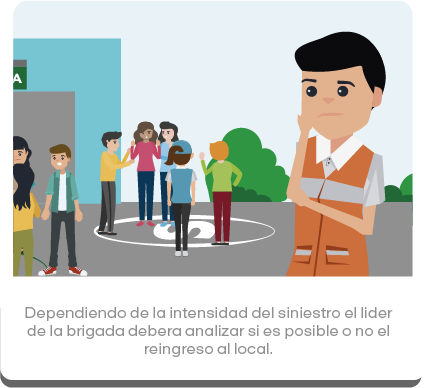 A
Dependiendo de la intensidad del siniestro el lider
de la brigada debera analizar si es posible o no el
reingreso al local.